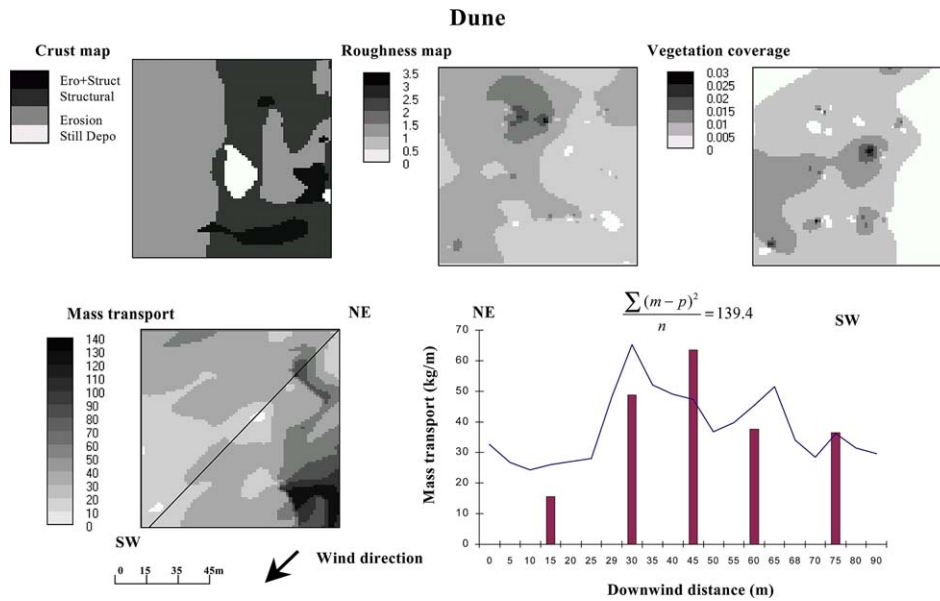 Dune
Crust map
Ero+Struct
Structural
Erosion
Still Depo
Roughness map
3.5
3
2.5
2
1.5
1
0.5
0
Vegetation coverage
0.03
0.025
0.02
0.015
0.01
0.005
0
Mass transport
NE
140
130
120
110
100
90
80
70
60
50
40
30
20
10
0
SW
0 15 45m
Wind direction
NE
∑(m−p)²
n
=139.4
SW
Mass transport (kg/m)
70
60
50
40
30
20
10
0
0 5 10 15 20 25 28 30 35 40 45 50 55 60 65 68 70 75 80 90
Downwind distance (m)